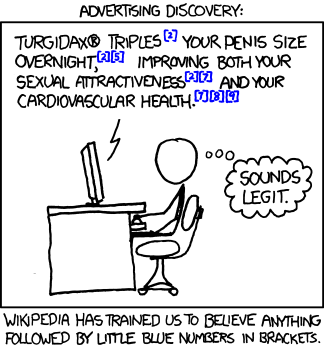 ADVERTISING DISCOVERY:
TURGIDAX® TRIPLES[2] YOUR PENIS SIZE
OVERNIGHT,[2][5] IMPROVING BOTH YOUR
SEXUAL ATTRACTIVENESS[2][7] AND YOUR
CARDIOVASCULAR HEALTH.[7][8][9]
SOUNDS
LEGIT.
WIKIPEDIA HAS TRAINED US TO BELIEVE ANYTHING
FOLLOWED BY LITTLE BLUE NUMBERS IN BRACKETS.